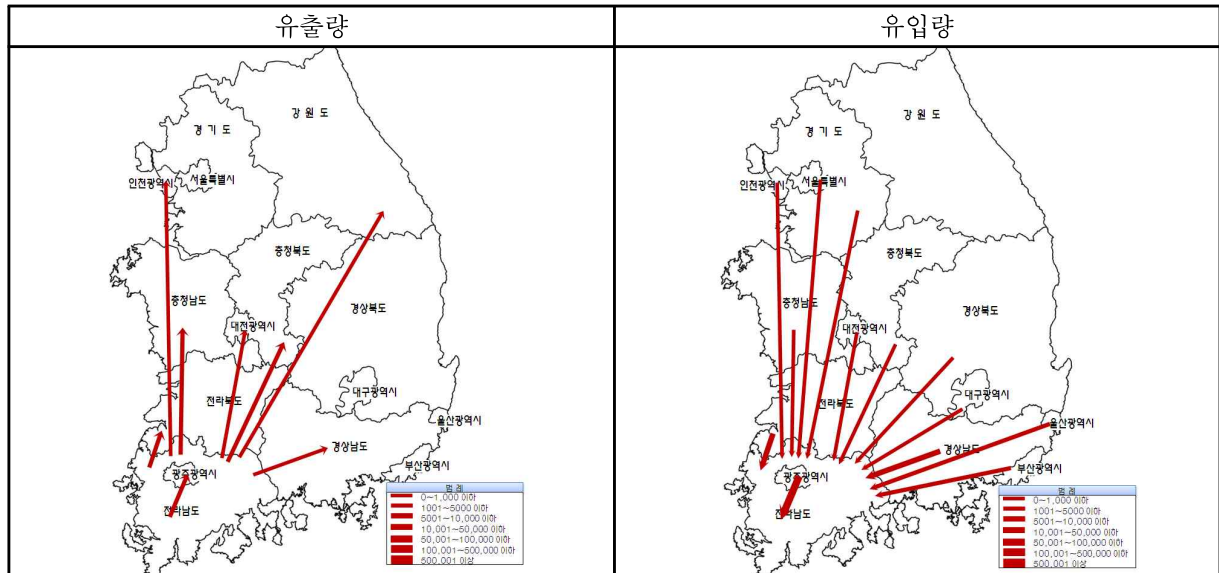 유출량
유입량
강 원 도
경 기 도
인천광역시
서울특별시
충청북도
충청남도
경상북도
대전광역시
대구광역시
전라북도
울산광역시
경상남도
부산광역시
광주광역시
전라남도
범 례
0~1,000 이하
1001~5000 이하
5001~10,000 이하
10,001~50,000 이하
50,001~100,000 이하
100,001~500,000 이하
500,001 이상
강 원 도
경 기 도
인천광역시
서울특별시
충청북도
충청남도
경상북도
대전광역시
대구광역시
전라북도
울산광역시
경상남도
부산광역시
광주광역시
전라남도
범 례
0~1,000 이하
1001~5000 이하
5001~10,000 이하
10,001~50,000 이하
50,001~100,000 이하
100,001~500,000 이하
500,001 이상